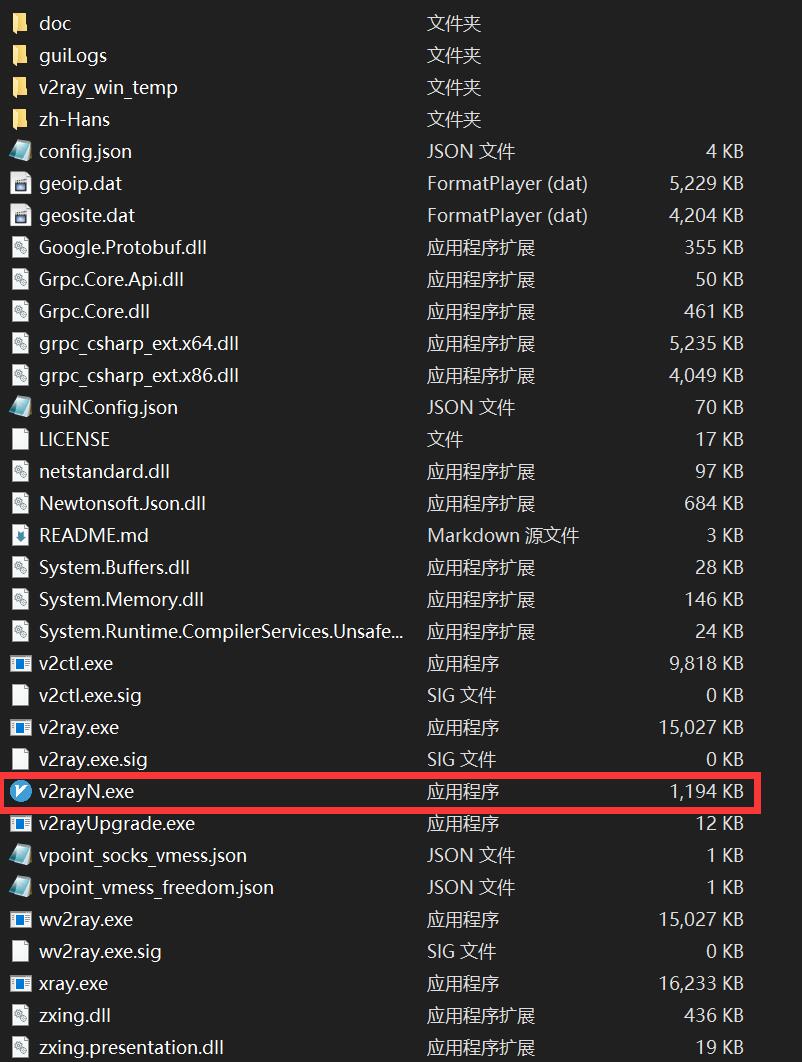 doc 文件夹
guiLogs 文件夹
v2ray_win_temp 文件夹
zh-Hans 文件夹
config.json JSON 文件 4 KB
geoip.dat FormatPlayer (dat) 5,229 KB
geosite.dat FormatPlayer (dat) 4,204 KB
Google.Protobuf.dll 应用程序扩展 355 KB
Grpc.Core.Api.dll 应用程序扩展 50 KB
Grpc.Core.dll 应用程序扩展 461 KB
grpc_csharp_ext.x64.dll 应用程序扩展 5,235 KB
grpc_csharp_ext.x86.dll 应用程序扩展 4,049 KB
guiNConfig.json JSON 文件 70 KB
LICENSE 文件 17 KB
netstandard.dll 应用程序扩展 97 KB
Newtonsoft.Json.dll 应用程序扩展 684 KB
README.md Markdown 源文件 3 KB
System.Buffers.dll 应用程序扩展 28 KB
System.Memory.dll 应用程序扩展 146 KB
System.Runtime.CompilerServices.Unsafe... 应用程序扩展 24 KB
v2ctl.exe 应用程序 9,818 KB
v2ctl.exe.sig SIG 文件 0 KB
v2ray.exe 应用程序 15,027 KB
v2ray.exe.sig SIG 文件 0 KB
v2rayN.exe 应用程序 1,194 KB
v2rayUpgrade.exe 应用程序 12 KB
vpoint_socks_vmess.json JSON 文件 1 KB
vpoint_vmess_freedom.json JSON 文件 1 KB
wv2ray.exe 应用程序 15,027 KB
wv2ray.exe.sig SIG 文件 0 KB
xray.exe 应用程序 16,233 KB
zxing.dll 应用程序扩展 436 KB
zxing.presentation.dll 应用程序扩展 19 KB